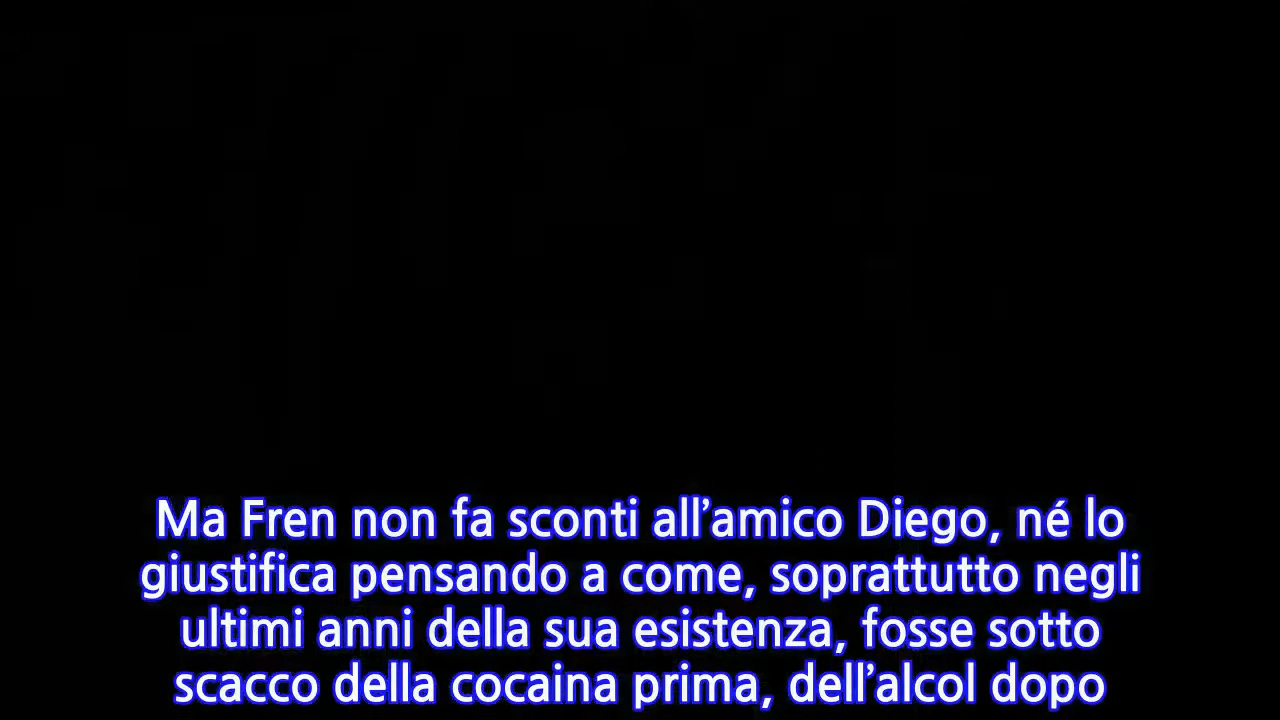 Ma Fren non fa sconti all’amico Diego, né lo
giustifica pensando a come, soprattutto negli
ultimi anni della sua esistenza, fosse sotto
scacco della cocaina prima, dell’alcol dopo